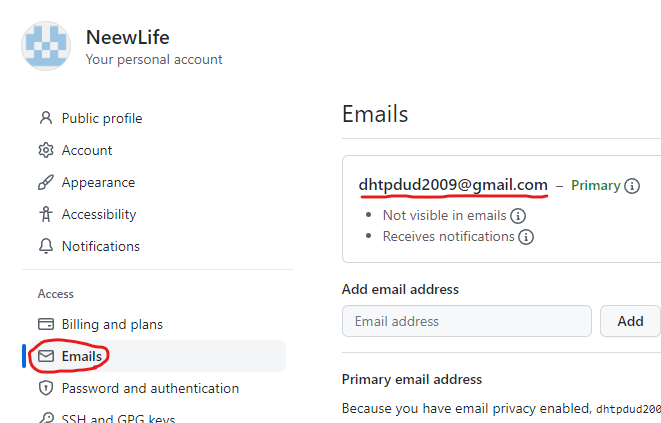 NeewLife
Your personal account
Public profile
Account
Appearance
Accessibility
Notifications
Access
Billing and plans
Emails
Password and authentication
SSH and GPG keys
Emails
dhtpdud2009@gmail.com – Primary
Not visible in emails
Receives notifications
Add email address
Email address
Add
Primary email address
Because you have email privacy enabled, dhtpdud200